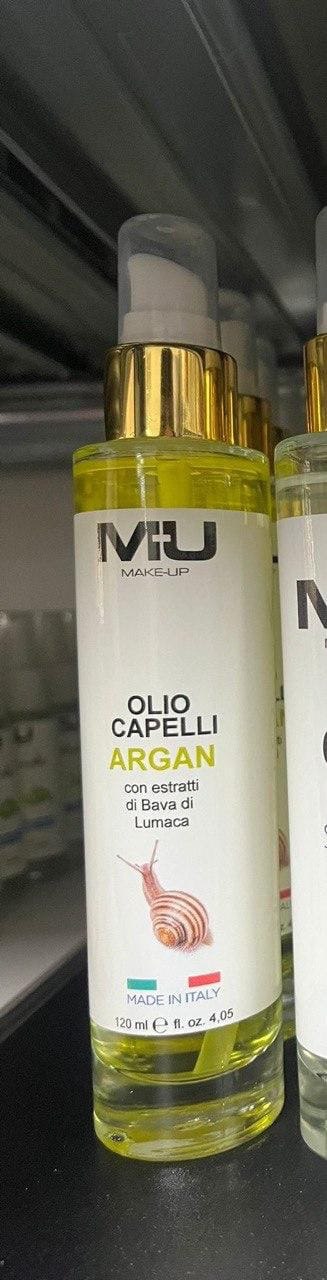 M+U
MAKE-UP
OLIO
CAPELLI
ARGAN
con estratti
di Bava di
Lumaca
MADE IN ITALY
120 ml ℮ fl. oz. 4,05